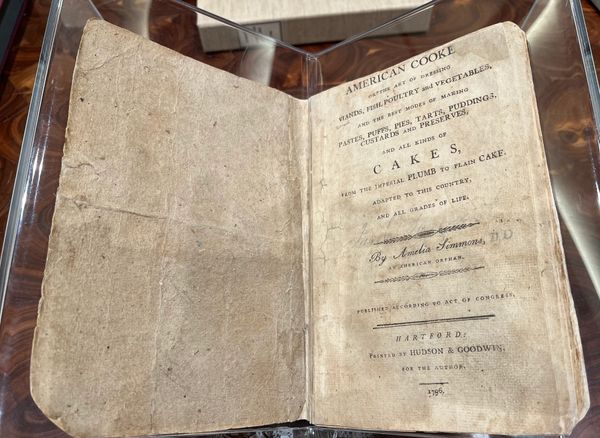 AMERICAN COOKE
OR THE ART OF DRESSING
VIANDS, FISH, POULTRY and VEGETABLES,
AND THE BEST MODES OF MAKING
PASTES, PUFFS, PIES, TARTS, PUDDINGS,
CUSTARDS AND PRESERVES,
AND ALL KINDS OF
CAKES,
FROM THE IMPERIAL PLUMB TO PLAIN CAKE.
ADAPTED TO THIS COUNTRY,
AND ALL GRADES OF LIFE.
By Amelia Simmons,
AN AMERICAN ORPHAN.
PUBLISHED ACCORDING TO ACT OF CONGRESS.
HARTFORD:
PRINTED BY HUDSON & GOODWIN,
FOR THE AUTHOR.
1796.